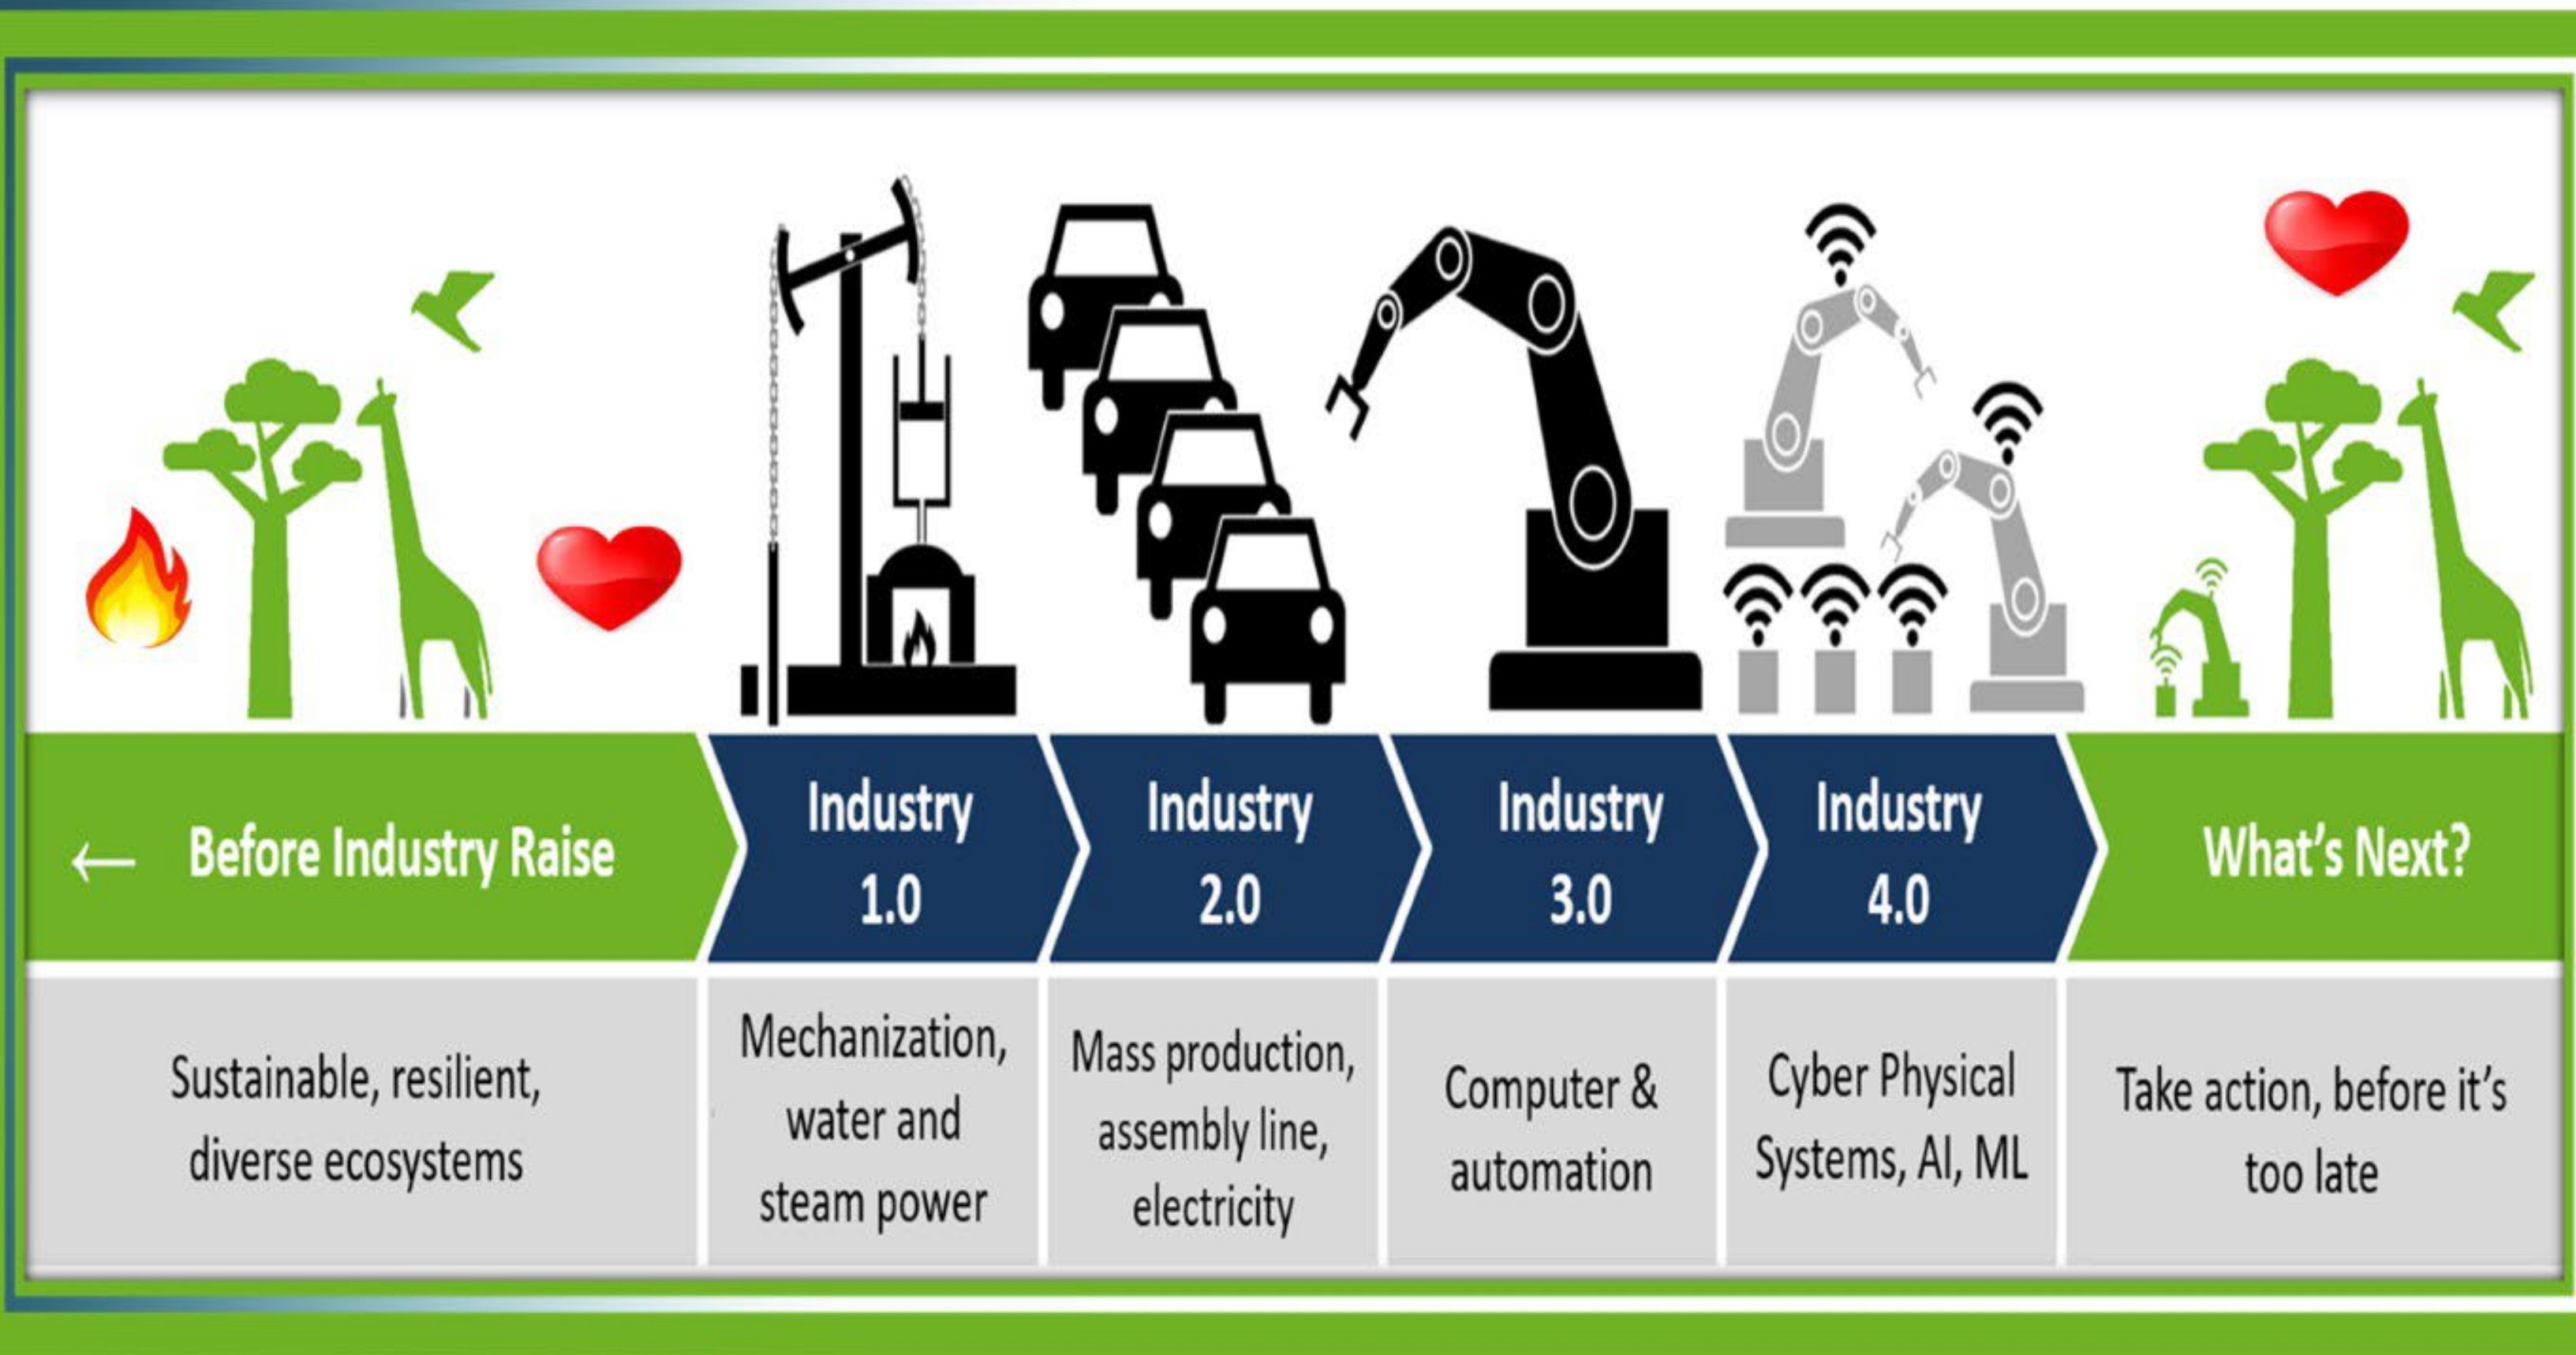 ← Before Industry Raise
Industry
1.0
Industry
2.0
Industry
3.0
Industry
4.0
What's Next?
Sustainable, resilient,
diverse ecosystems
Mechanization,
water and
steam power
Mass production,
assembly line,
electricity
Computer &
automation
Cyber Physical
Systems, AI, ML
Take action, before it's
too late